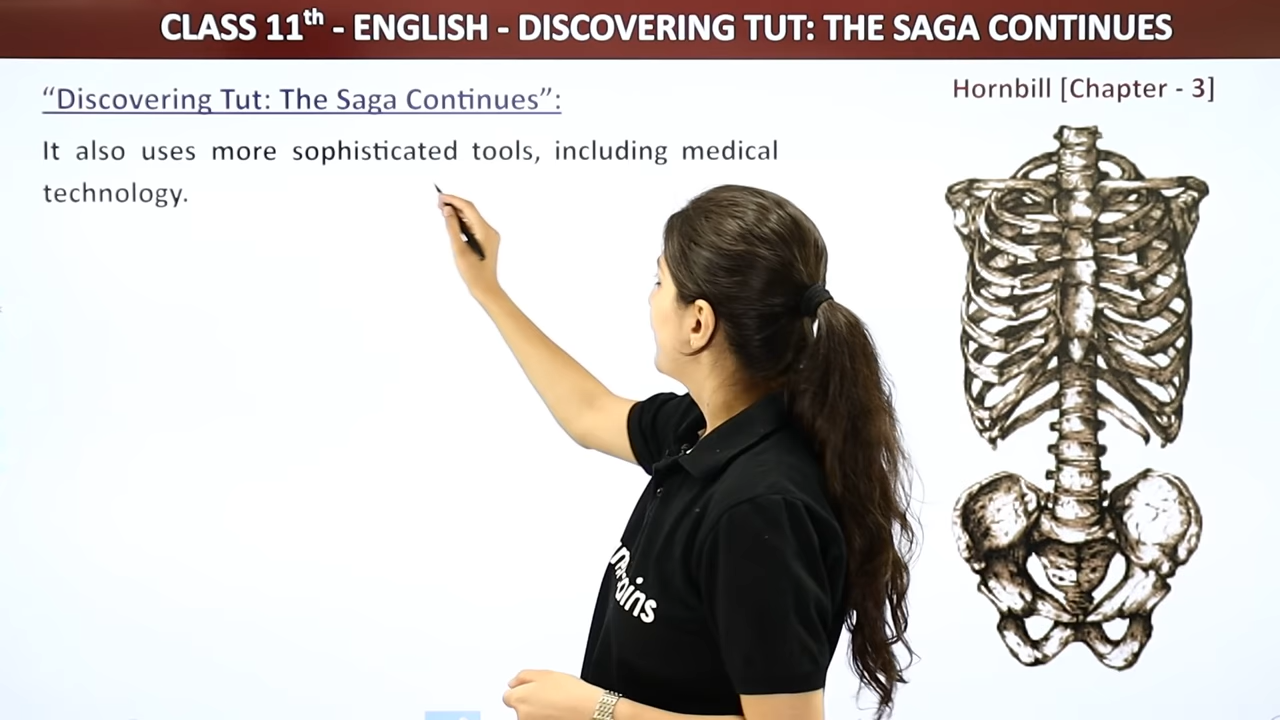 CLASS 11th - ENGLISH - DISCOVERING TUT: THE SAGA CONTINUES
Hornbill [Chapter - 3]
“Discovering Tut: The Saga Continues”:
It also uses more sophisticated tools, including medical
technology.